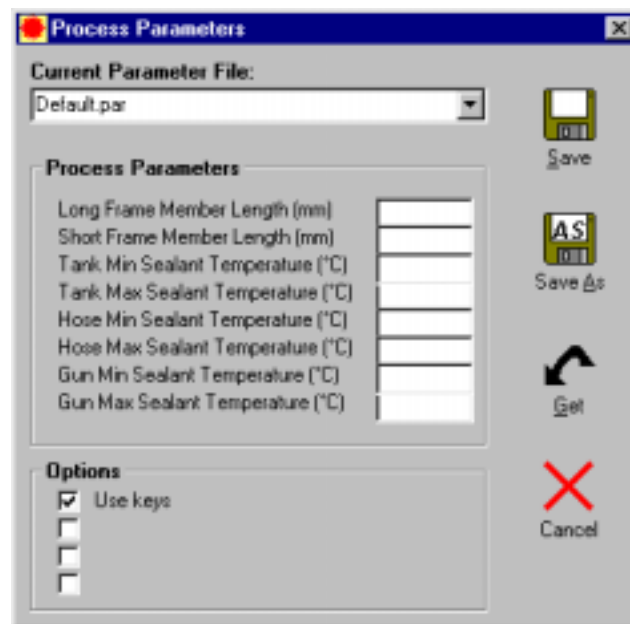 Process Parameters
Current Parameter File:
Default.par
Save
Process Parameters
Long Frame Member Length (mm)
Short Frame Member Length (mm)
Tank Min Sealant Temperature (°C)
Tank Max Sealant Temperature (°C)
Hose Min Sealant Temperature (°C)
Hose Max Sealant Temperature (°C)
Gun Min Sealant Temperature (°C)
Gun Max Sealant Temperature (°C)
AS
Save As
Get
Options
Use keys
Cancel